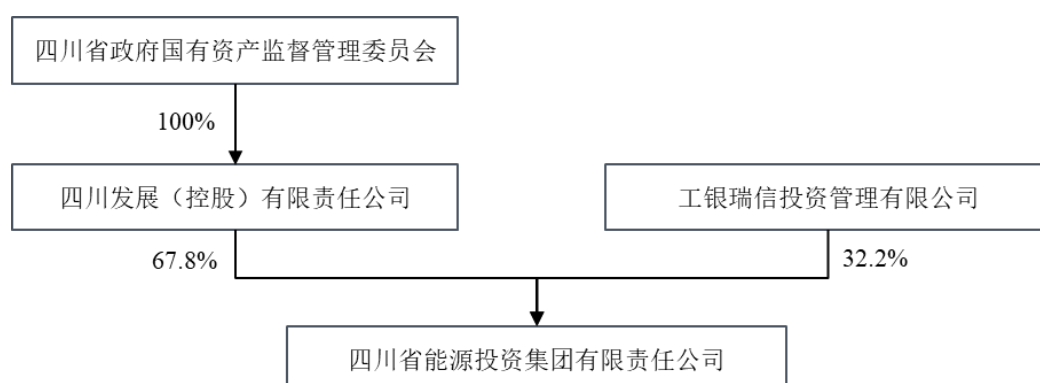 四川省政府国有资产监督管理委员会
100%
四川发展（控股）有限责任公司
工银瑞信投资管理有限公司
67.8%
32.2%
四川省能源投资集团有限责任公司